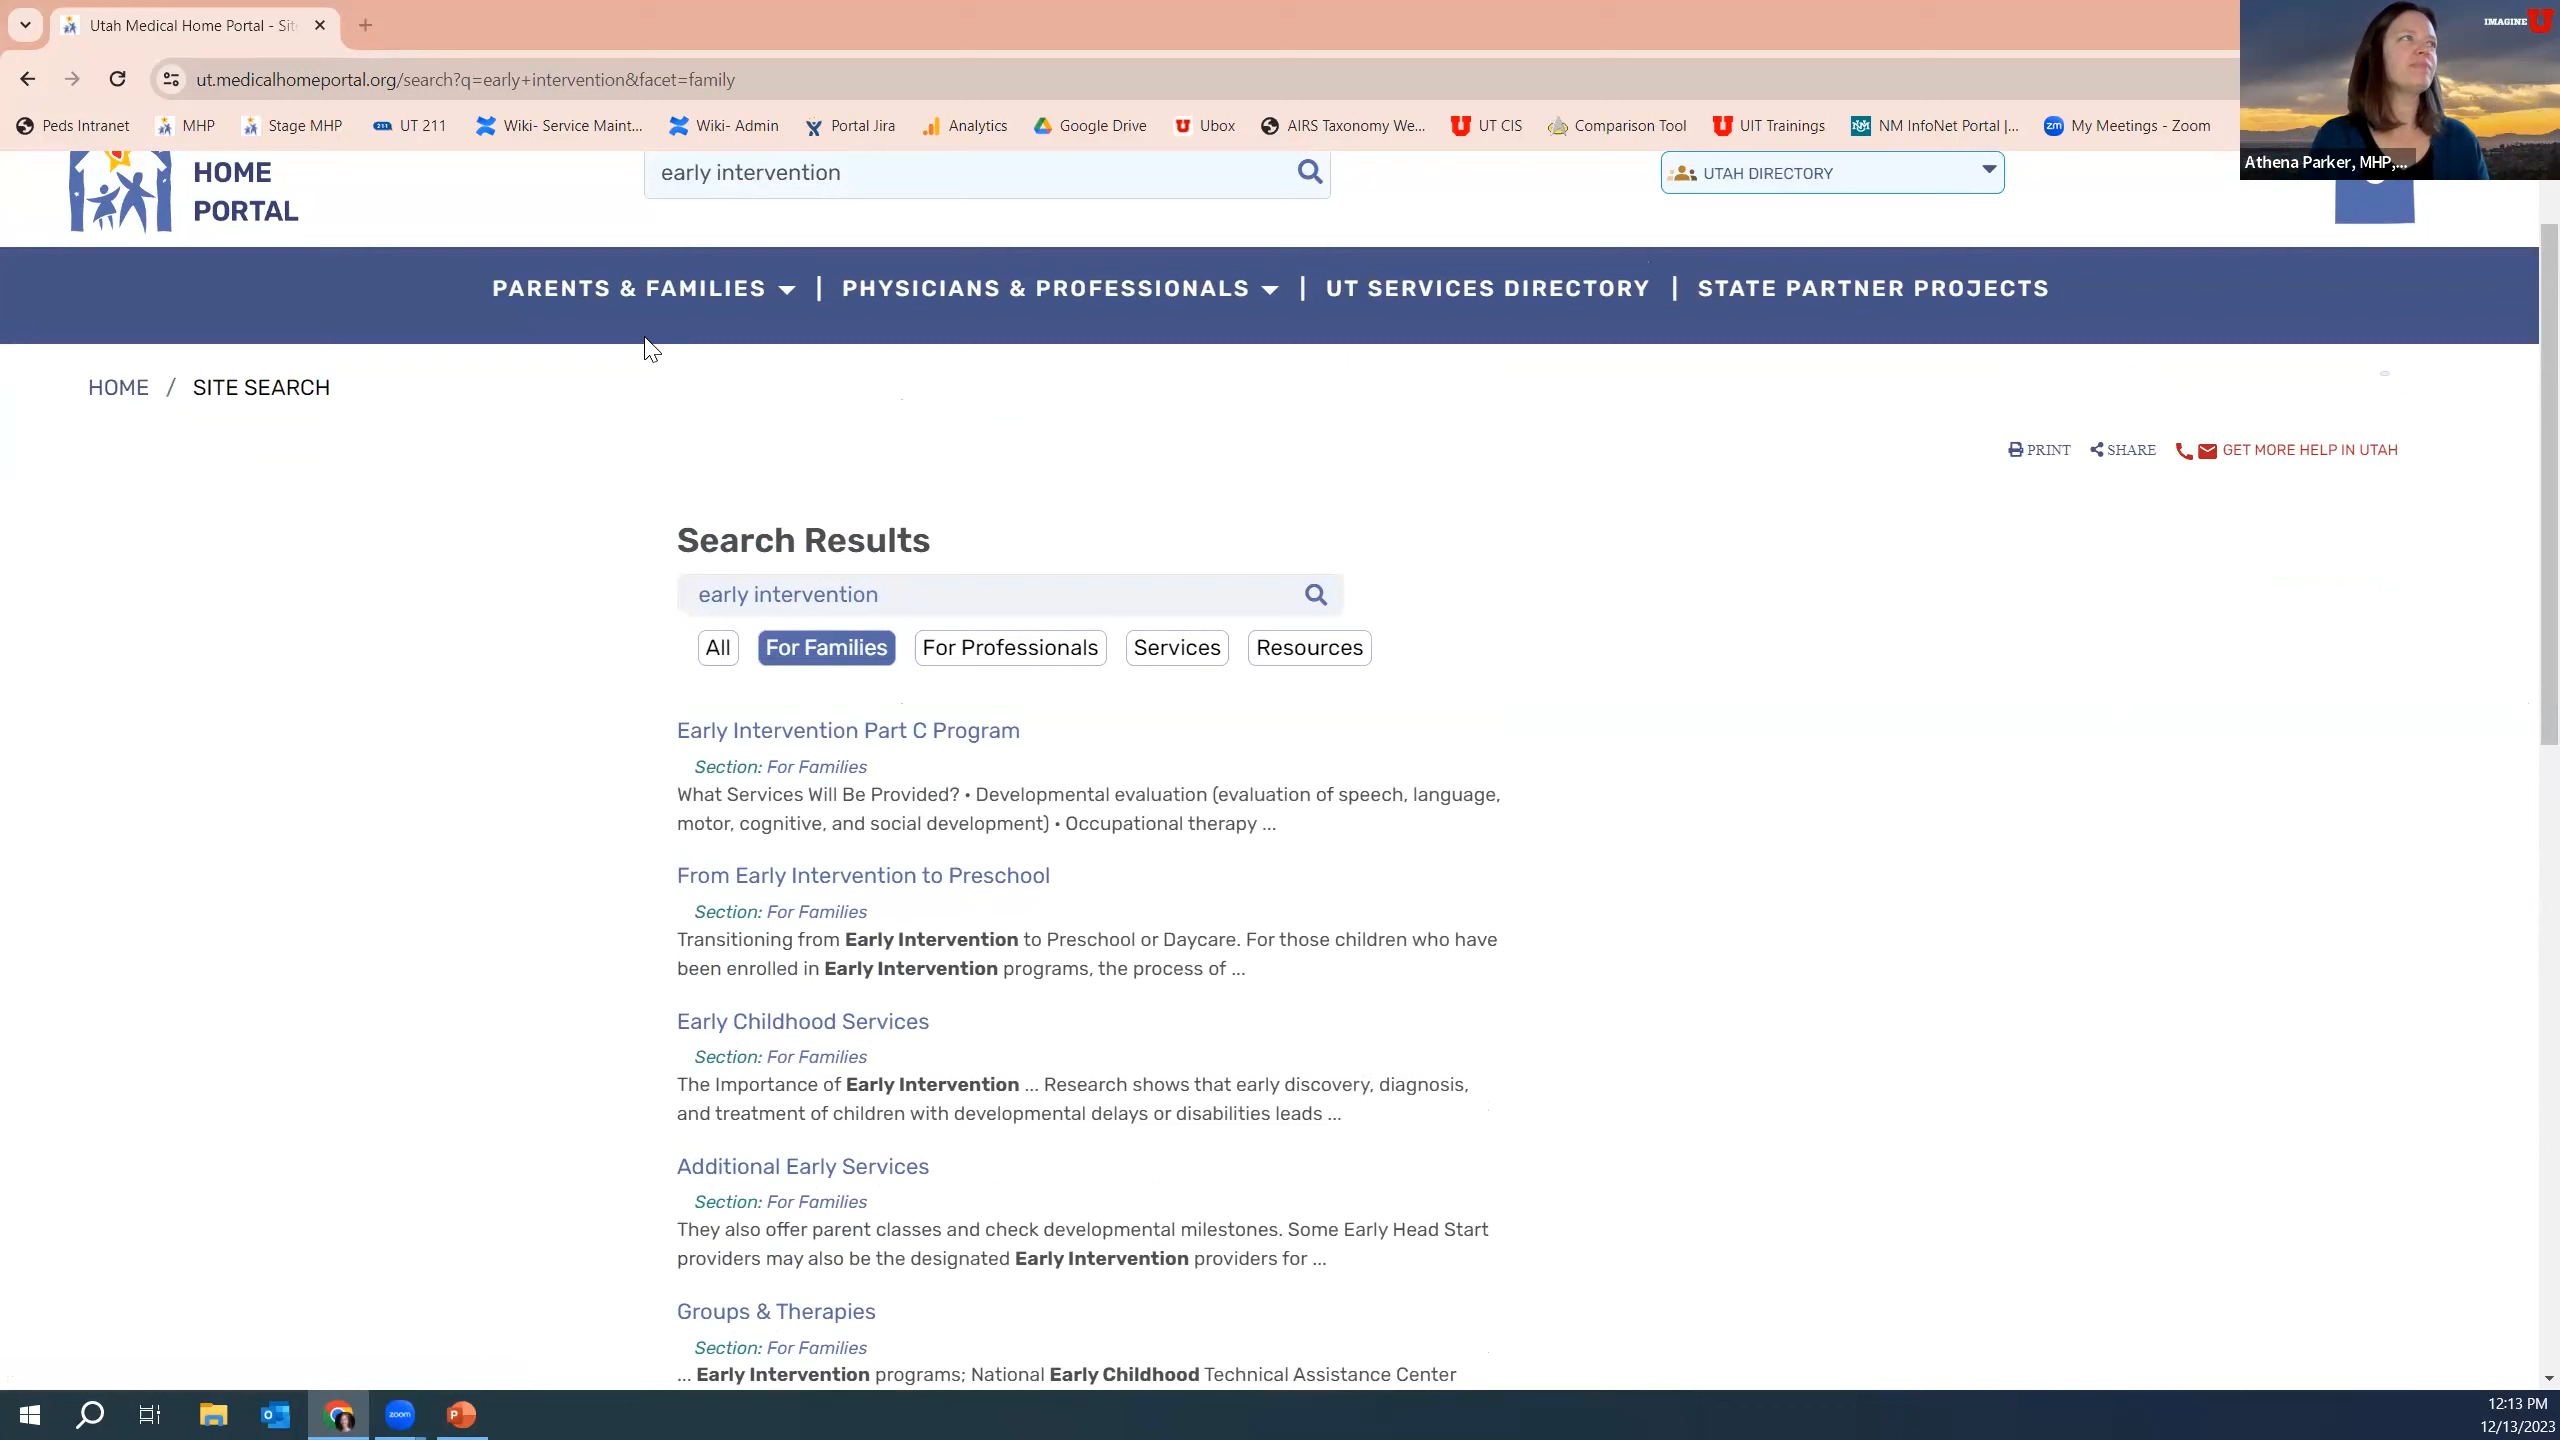 Utah Medical Home Portal - Sit
ut.medicalhomeportal.org/search?q=early+intervention&facet=family
Peds Intranet
MHP
Stage MHP
UT 211
Wiki- Service Maint...
Wiki- Admin
Portal Jira
Analytics
Google Drive
Ubox
AIRS Taxonomy We...
UT CIS
Comparison Tool
UIT Trainings
NM InfoNet Portal |...
My Meetings - Zoom
IMAGINE U
Athena Parker, MHP,...
HOME
PORTAL
early intervention
UTAH DIRECTORY
PARENTS & FAMILIES | PHYSICIANS & PROFESSIONALS | UT SERVICES DIRECTORY | STATE PARTNER PROJECTS
HOME / SITE SEARCH
PRINT SHARE GET MORE HELP IN UTAH
Search Results
early intervention
All For Families For Professionals Services Resources
Early Intervention Part C Program
Section: For Families
What Services Will Be Provided? • Developmental evaluation (evaluation of speech, language,
motor, cognitive, and social development) • Occupational therapy ...
From Early Intervention to Preschool
Section: For Families
Transitioning from Early Intervention to Preschool or Daycare. For those children who have
been enrolled in Early Intervention programs, the process of ...
Early Childhood Services
Section: For Families
The Importance of Early Intervention ... Research shows that early discovery, diagnosis,
and treatment of children with developmental delays or disabilities leads ...
Additional Early Services
Section: For Families
They also offer parent classes and check developmental milestones. Some Early Head Start
providers may also be the designated Early Intervention providers for ...
Groups & Therapies
Section: For Families
... Early Intervention programs; National Early Childhood Technical Assistance Center
zoom
12:13 PM
12/13/2023